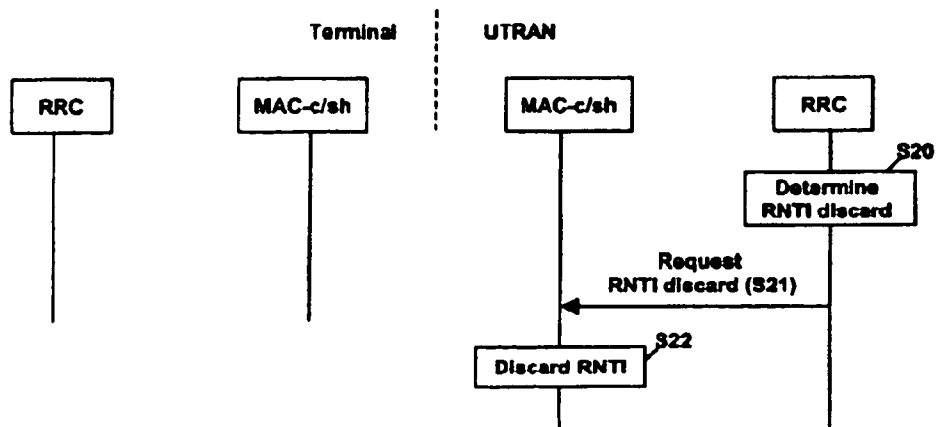 Terminal
UTRAN
RRC
MAC-c/sh
MAC-c/sh
RRC
S20
Determine
RNTI discard
Request
RNTI discard (S21)
S22
Discard RNTI